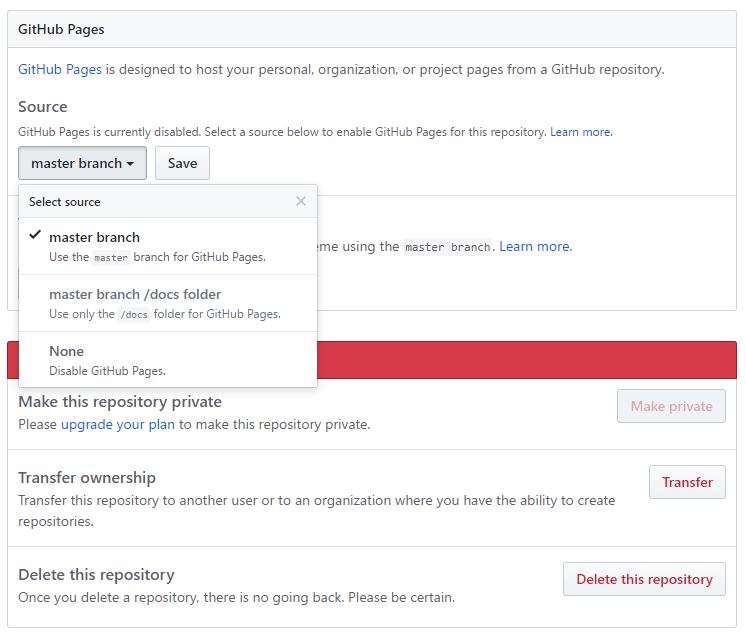 GitHub Pages
GitHub Pages is designed to host your personal, organization, or project pages from a GitHub repository.
Source
GitHub Pages is currently disabled. Select a source below to enable GitHub Pages for this repository. Learn more.
master branch
Save
Select source
master branch
Use the master branch for GitHub Pages.
eme using the master branch. Learn more.
master branch /docs folder
Use only the /docs folder for GitHub Pages.
None
Disable GitHub Pages.
Make this repository private
Please upgrade your plan to make this repository private.
Make private
Transfer ownership
Transfer this repository to another user or to an organization where you have the ability to create
repositories.
Transfer
Delete this repository
Once you delete a repository, there is no going back. Please be certain.
Delete this repository